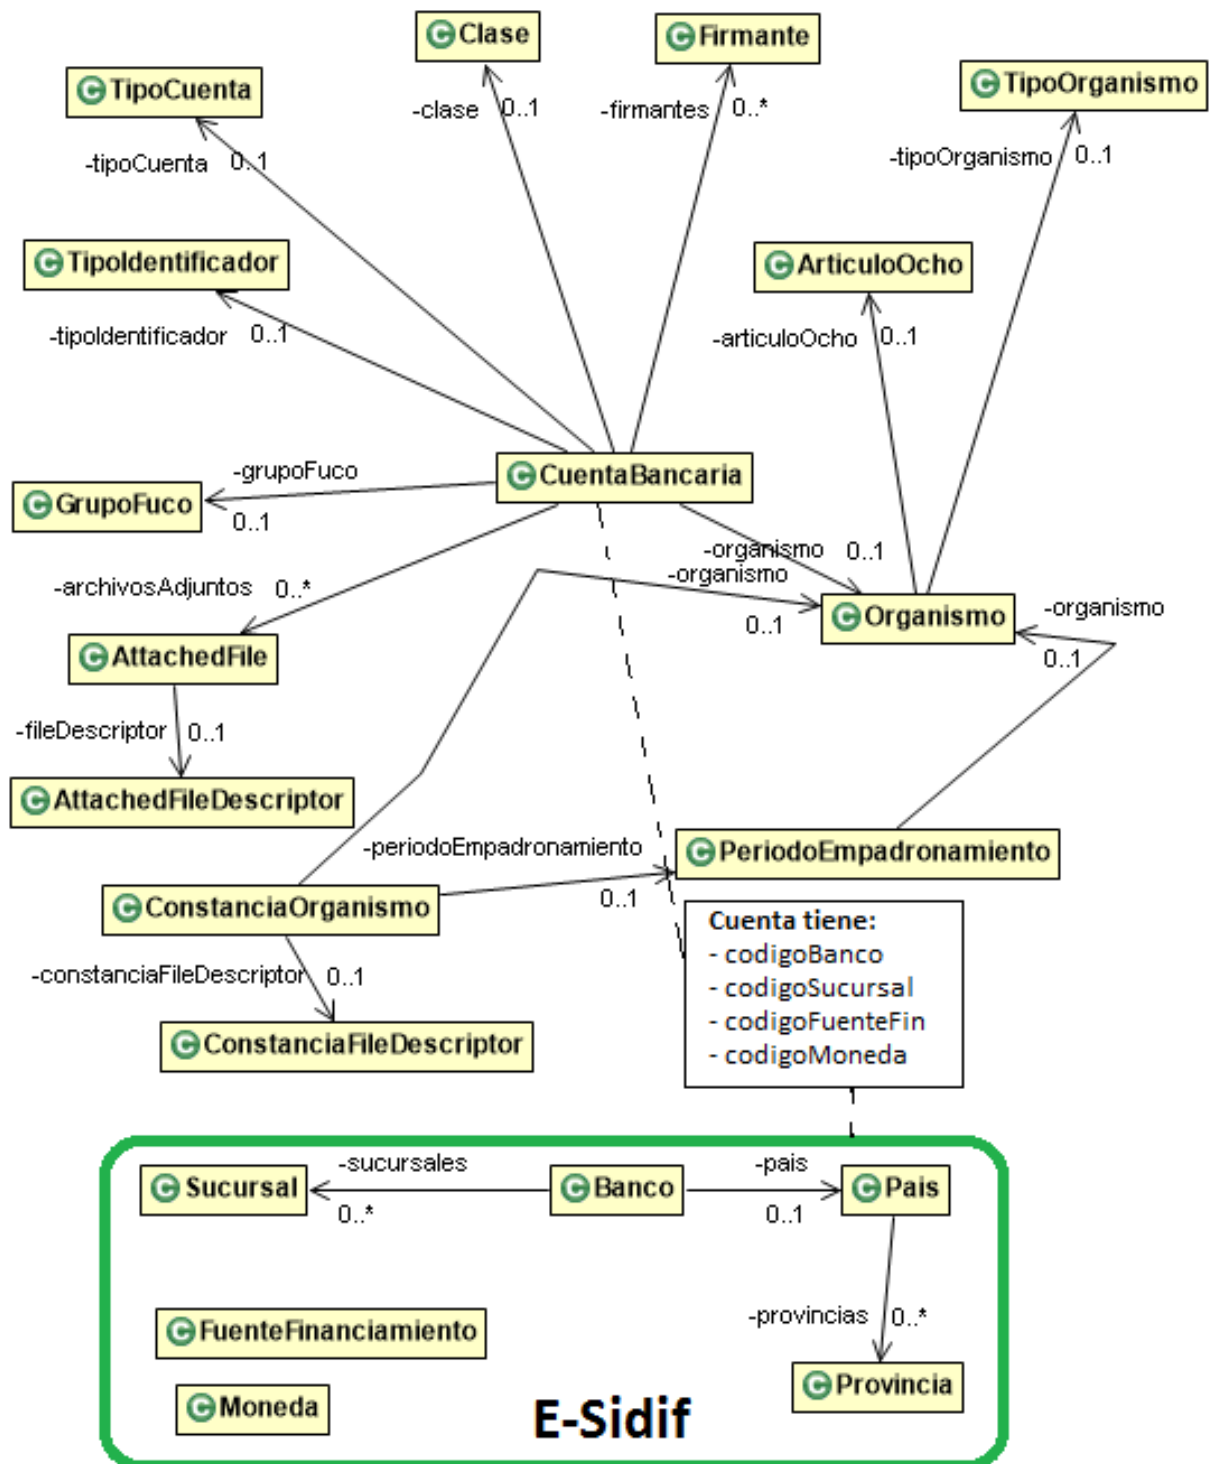 Clase
Firmante
TipoCuenta
TipoOrganismo
-clase 0..1
-firmantes 0..*
-tipoCuenta 0..1
-tipoOrganismo 0..1
TipoIdentificador
ArticuloOcho
-tipoIdentificador 0..1
-articuloOcho 0..1
CuentaBancaria
-grupoFuco
GrupoFuco
0..1
-organismo 0..1
-organismo
-archivosAdjuntos 0..*
0..1
Organismo
-organismo
0..1
AttachedFile
-fileDescriptor 0..1
AttachedFileDescriptor
-periodoEmpadronamiento
PeriodoEmpadronamiento
0..1
ConstanciaOrganismo
Cuenta tiene:
- codigoBanco
- codigoSucursal
- codigoFuenteFin
- codigoMoneda
-constanciaFileDescriptor 0..1
ConstanciaFileDescriptor
-sucursales
-pais
Sucursal
Banco
Pais
0..*
0..1
-provincias 0..*
FuenteFinanciamiento
Provincia
Moneda
E-Sidif